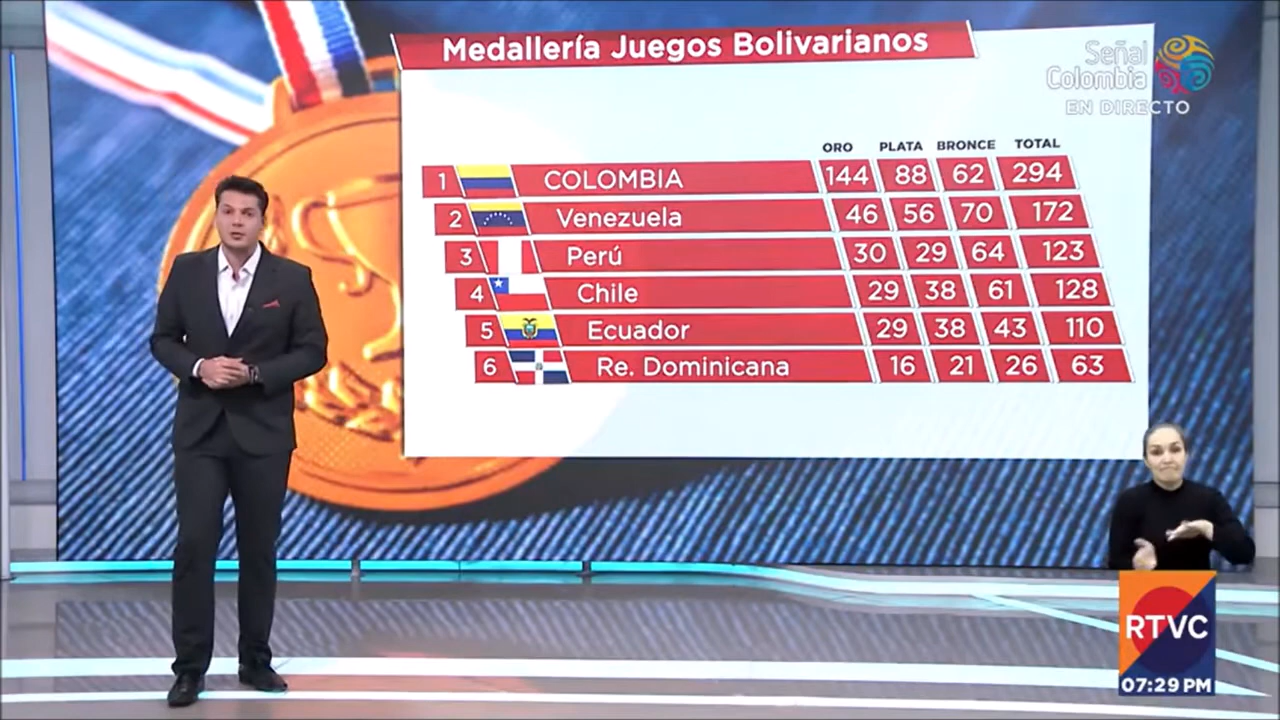 Medallería Juegos Bolivarianos
Señal
Colombia
EN DIRECTO
ORO PLATA BRONCE TOTAL
1 COLOMBIA 144 88 62 294
2 Venezuela 46 56 70 172
3 Perú 30 29 64 123
4 Chile 29 38 61 128
5 Ecuador 29 38 43 110
6 Re. Dominicana 16 21 26 63
RTVC
07:29 PM